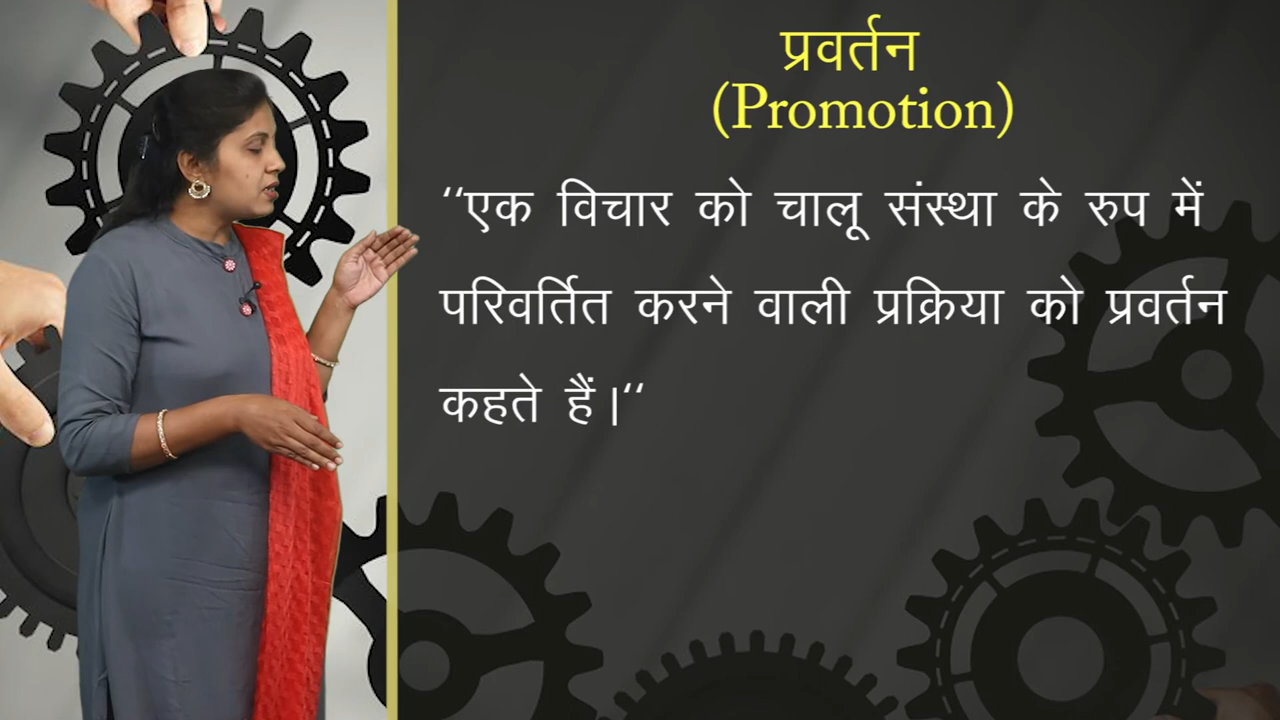 प्रवर्तन
(Promotion)
‘‘एक विचार को चालू संस्था के रुप में
परिवर्तित करने वाली प्रक्रिया को प्रवर्तन
कहते हैं।‘‘